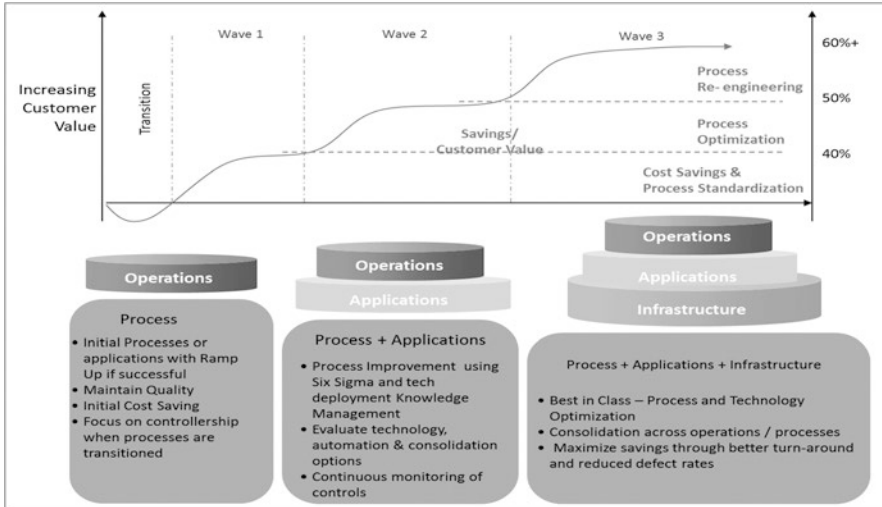 Wave 1
Wave 2
Wave 3
60%+
Increasing
Customer
Value
Transition
Process
Re- engineering
50%
Savings/
Customer Value
Process
Optimization
40%
Cost Savings &
Process Standardization
Operations
Process
• Initial Processes or
applications with Ramp
Up if successful
• Maintain Quality
• Initial Cost Saving
• Focus on controllership
when processes are
transitioned
Operations
Applications
Process + Applications
• Process Improvement using
Six Sigma and tech
deployment Knowledge
Management
• Evaluate technology,
automation & consolidation
options
• Continuous monitoring of
controls
Operations
Applications
Infrastructure
Process + Applications + Infrastructure
• Best in Class – Process and Technology
Optimization
• Consolidation across operations / processes
• Maximize savings through better turn-around
and reduced defect rates